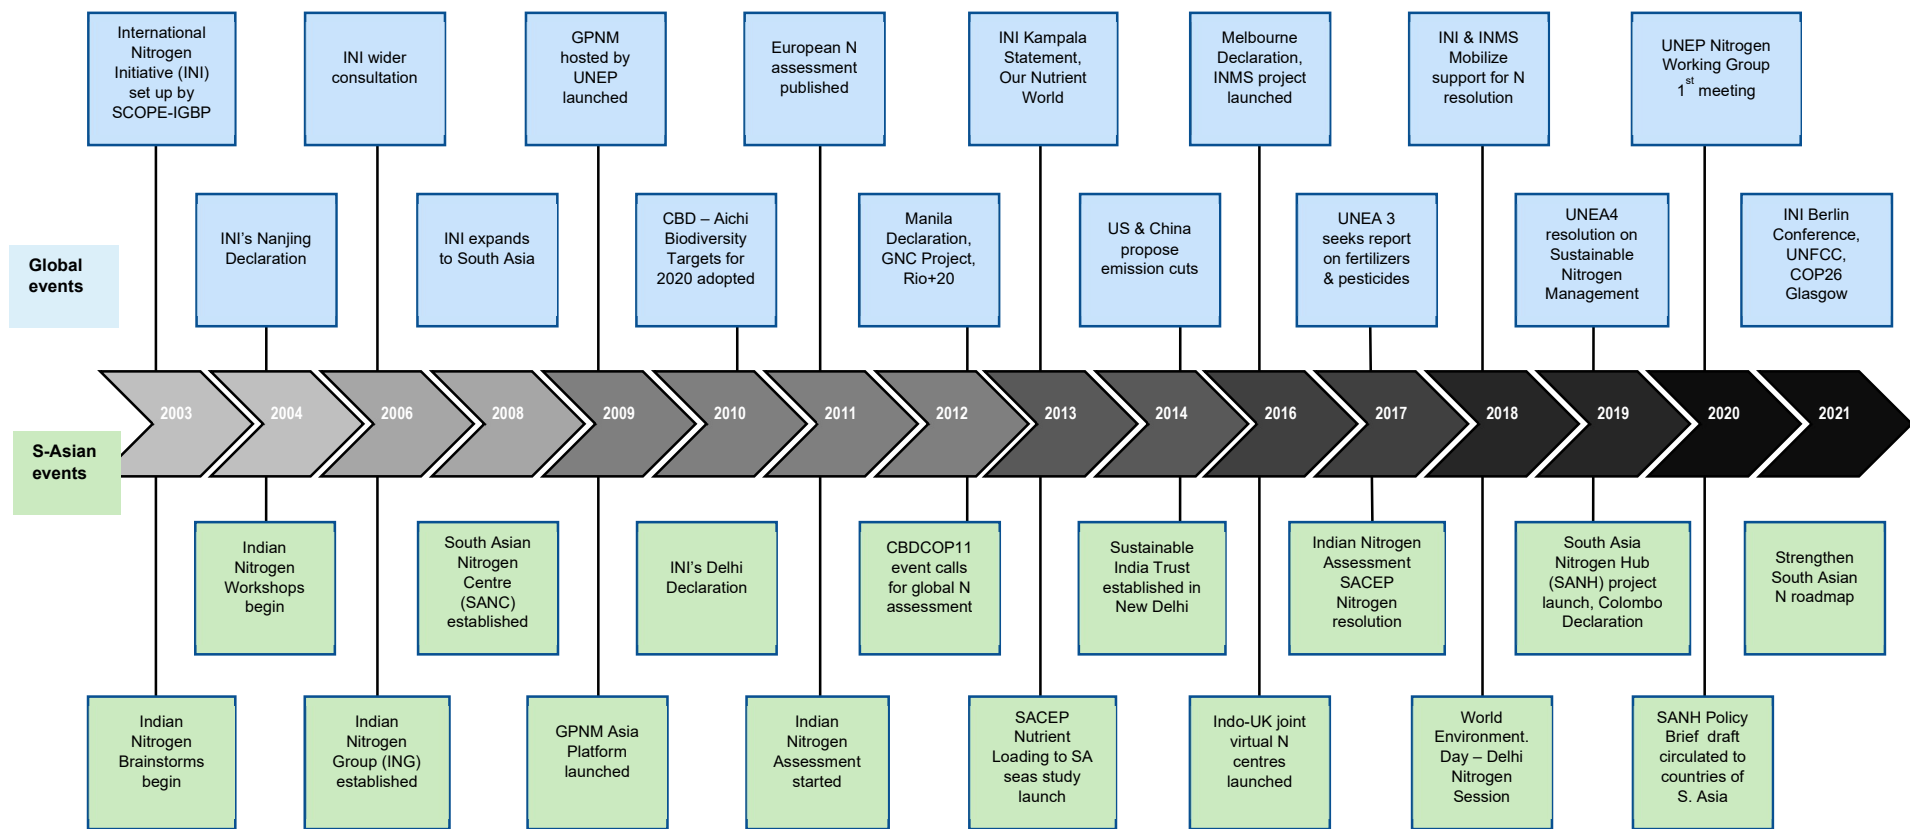 International
Nitrogen
Initiative (INI)
set up by
SCOPE-IGBP
INI wider
consultation
GPNM
hosted by
UNEP
launched
European N
assessment
published
INI Kampala
Statement,
Our Nutrient
World
Melbourne
Declaration,
INMS project
launched
INI & INMS
Mobilize
support for N
resolution
UNEP Nitrogen
Working Group
1st meeting
INI's Nanjing
Declaration
INI expands
to South Asia
CBD – Aichi
Biodiversity
Targets for
2020 adopted
Manila
Declaration,
GNC Project,
Rio+20
US & China
propose
emission cuts
UNEA 3
seeks report
on fertilizers
& pesticides
UNEA4
resolution on
Sustainable
Nitrogen
Management
INI Berlin
Conference,
UNFCC,
COP26
Glasgow
Global
events
2003
2004
2006
2008
2009
2010
2011
2012
2013
2014
2016
2017
2018
2019
2020
2021
S-Asian
events
Indian
Nitrogen
Workshops
begin
South Asian
Nitrogen
Centre
(SANC)
established
INI's Delhi
Declaration
CBDCOP11
event calls
for global N
assessment
Sustainable
India Trust
established in
New Delhi
Indian Nitrogen
Assessment
SACEP
Nitrogen
resolution
South Asia
Nitrogen Hub
(SANH) project
launch, Colombo
Declaration
Strengthen
South Asian
N roadmap
Indian
Nitrogen
Brainstorms
begin
Indian
Nitrogen
Group (ING)
established
GPNM Asia
Platform
launched
Indian
Nitrogen
Assessment
started
SACEP
Nutrient
Loading to SA
seas study
launch
Indo-UK joint
virtual N
centres
launched
World
Environment.
Day – Delhi
Nitrogen
Session
SANH Policy
Brief draft
circulated to
countries of
S. Asia